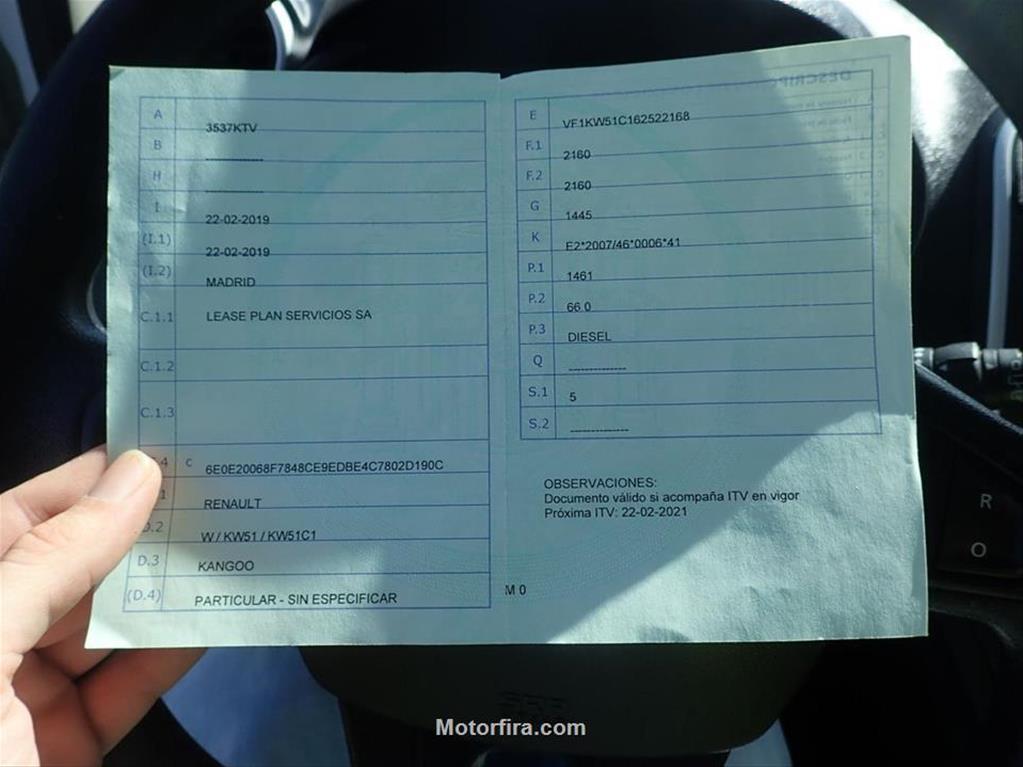 A 3537KTV
B -------------
H -------------
I 22-02-2019
(I.1) 22-02-2019
(I.2) MADRID
C.1.1 LEASE PLAN SERVICIOS SA
C.1.2
C.1.3
C 6E0E20068F7848CE9EDBE4C7802D190C
RENAULT
D.2 W / KW51 / KW51C1
D.3 KANGOO
(D.4) PARTICULAR - SIN ESPECIFICAR
E VF1KW51C162522168
F.1 2160
F.2 2160
G 1445
K E2*2007/46*0006*41
P.1 1461
P.2 66.0
P.3 DIESEL
Q -------------
S.1 5
S.2 -------------
OBSERVACIONES:
Documento válido si acompaña ITV en vigor
Próxima ITV: 22-02-2021
M 0
R
O
Motorfira.com